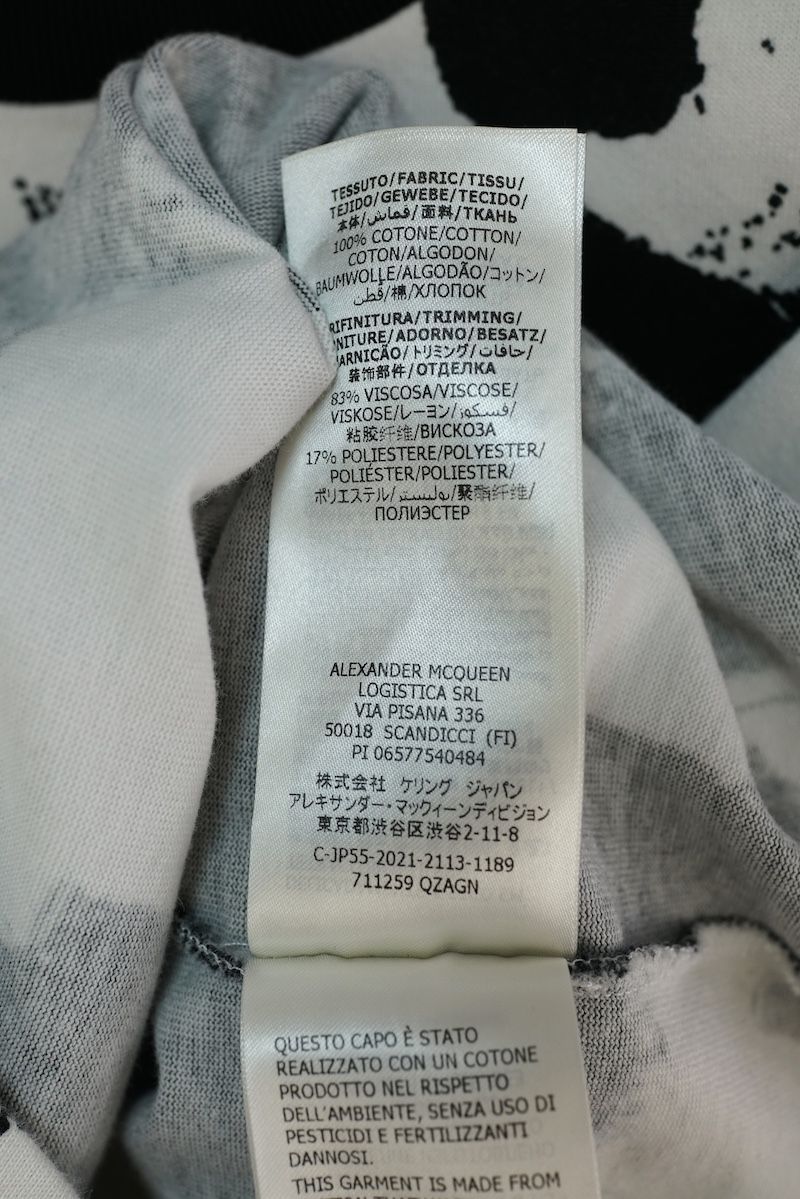 TESSUTO/FABRIC/TISSU/
TEJIDO/GEWEBE/TECIDO/
本体/قماش/面料/ТКАНЬ
100% COTONE/COTTON/
COTON/ALGODON/
BAUMWOLLE/ALGODÃO/コットン/
قطن/棉/ХЛОПОК
RIFINITURA/TRIMMING/
NITURE/ADORNO/BESATZ/
ARNIÇÃO/トリミング/حافات/
装饰部件/ОТДЕЛКА
83% VISCOSA/VISCOSE/
VISKOSE/レーヨン/فسكوز/
粘胶纤维/ВИСКОЗА
17% POLIESTERE/POLYESTER/
POLIÉSTER/POLIESTER/
ポリエステル/بوليستر/聚酯纤维/
ПОЛИЭСТЕР
ALEXANDER MCQUEEN
LOGISTICA SRL
VIA PISANA 336
50018 SCANDICCI (FI)
PI 06577540484
株式会社 ケリング ジャパン
アレキサンダー・マックィーンディビジョン
東京都渋谷区渋谷2-11-8
C-JP55-2021-2113-1189
711259 QZAGN
QUESTO CAPO È STATO
REALIZZATO CON UN COTONE
PRODOTTO NEL RISPETTO
DELL'AMBIENTE, SENZA USO DI
PESTICIDI E FERTILIZZANTI
DANNOSI.
THIS GARMENT IS MADE FROM